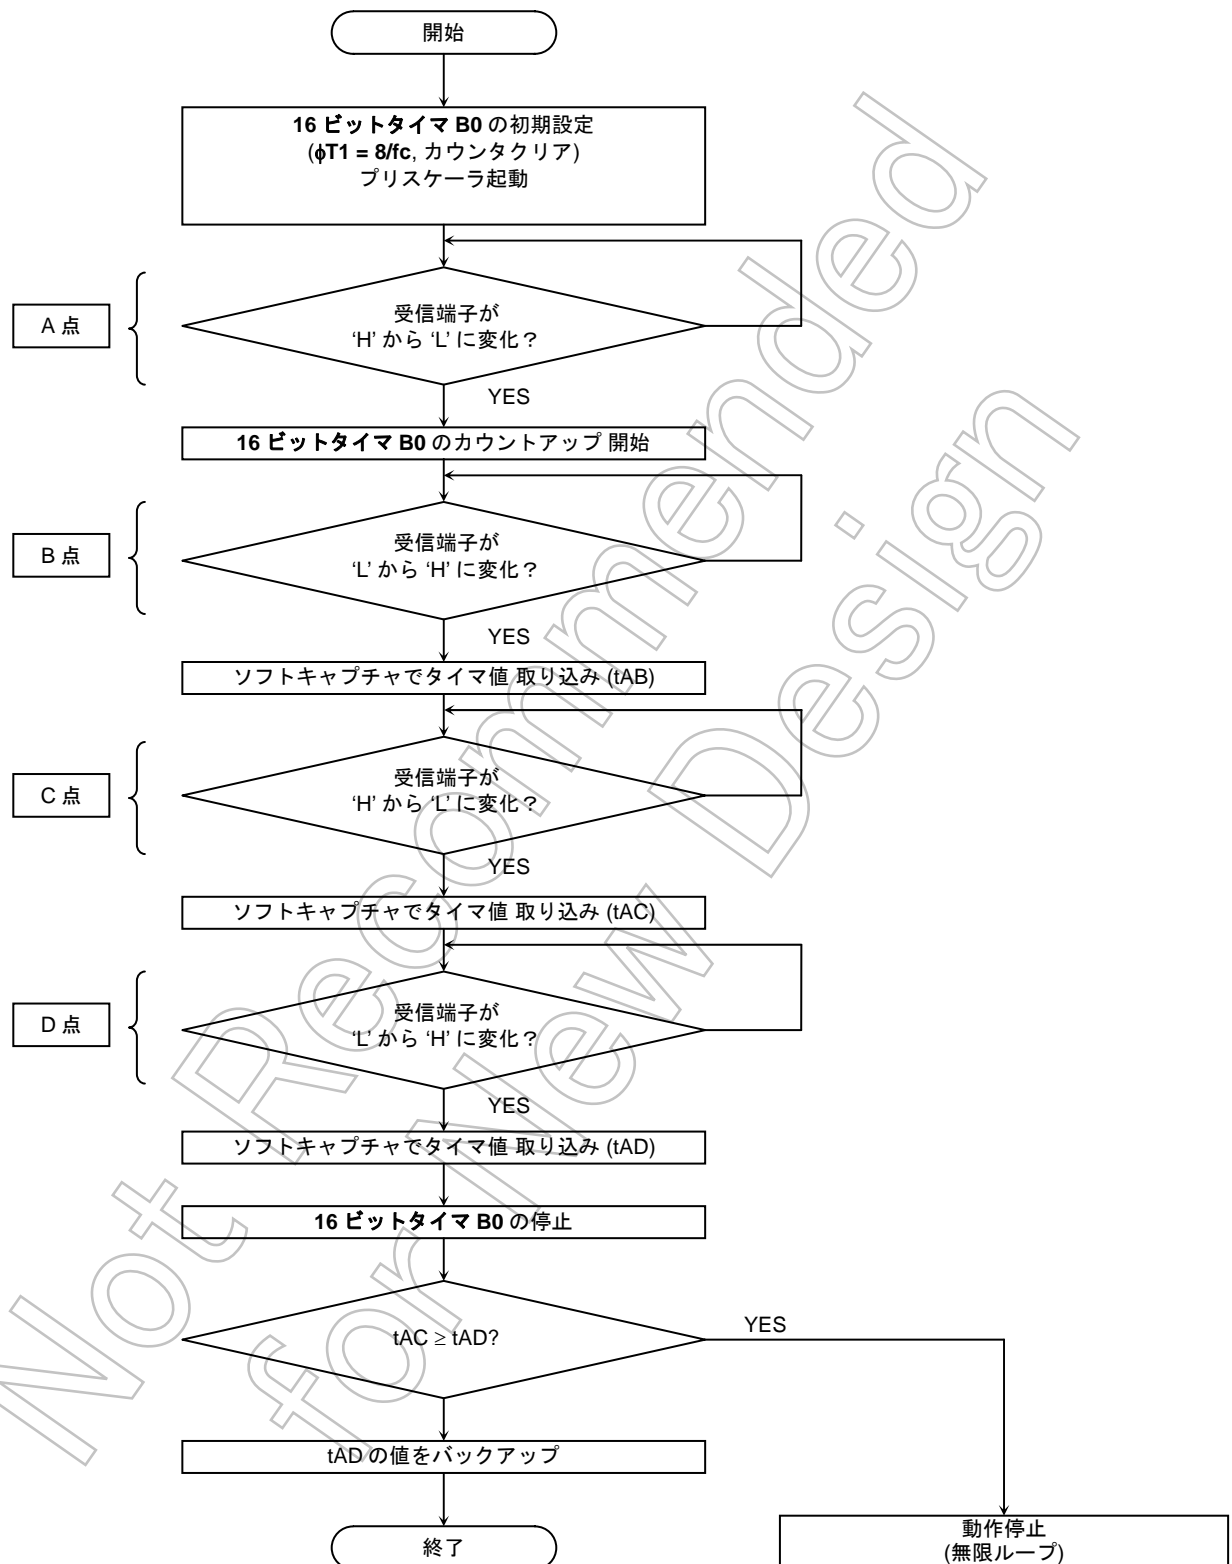 開始
16 ビットタイマ B0 の初期設定
(ϕT1 = 8/fc, カウンタクリア)
プリスケーラ起動
A 点
受信端子が
‘H’ から ‘L’ に変化？
YES
16 ビットタイマ B0 のカウントアップ 開始
B 点
受信端子が
‘L’ から ‘H’ に変化？
YES
ソフトキャプチャでタイマ値 取り込み (tAB)
C 点
受信端子が
‘H’ から ‘L’ に変化？
YES
ソフトキャプチャでタイマ値 取り込み (tAC)
D 点
受信端子が
‘L’ から ‘H’ に変化？
YES
ソフトキャプチャでタイマ値 取り込み (tAD)
16 ビットタイマ B0 の停止
tAC ≥ tAD?
YES
tAD の値をバックアップ
終了
動作停止
(無限ループ)
Not Recommended
for New Design